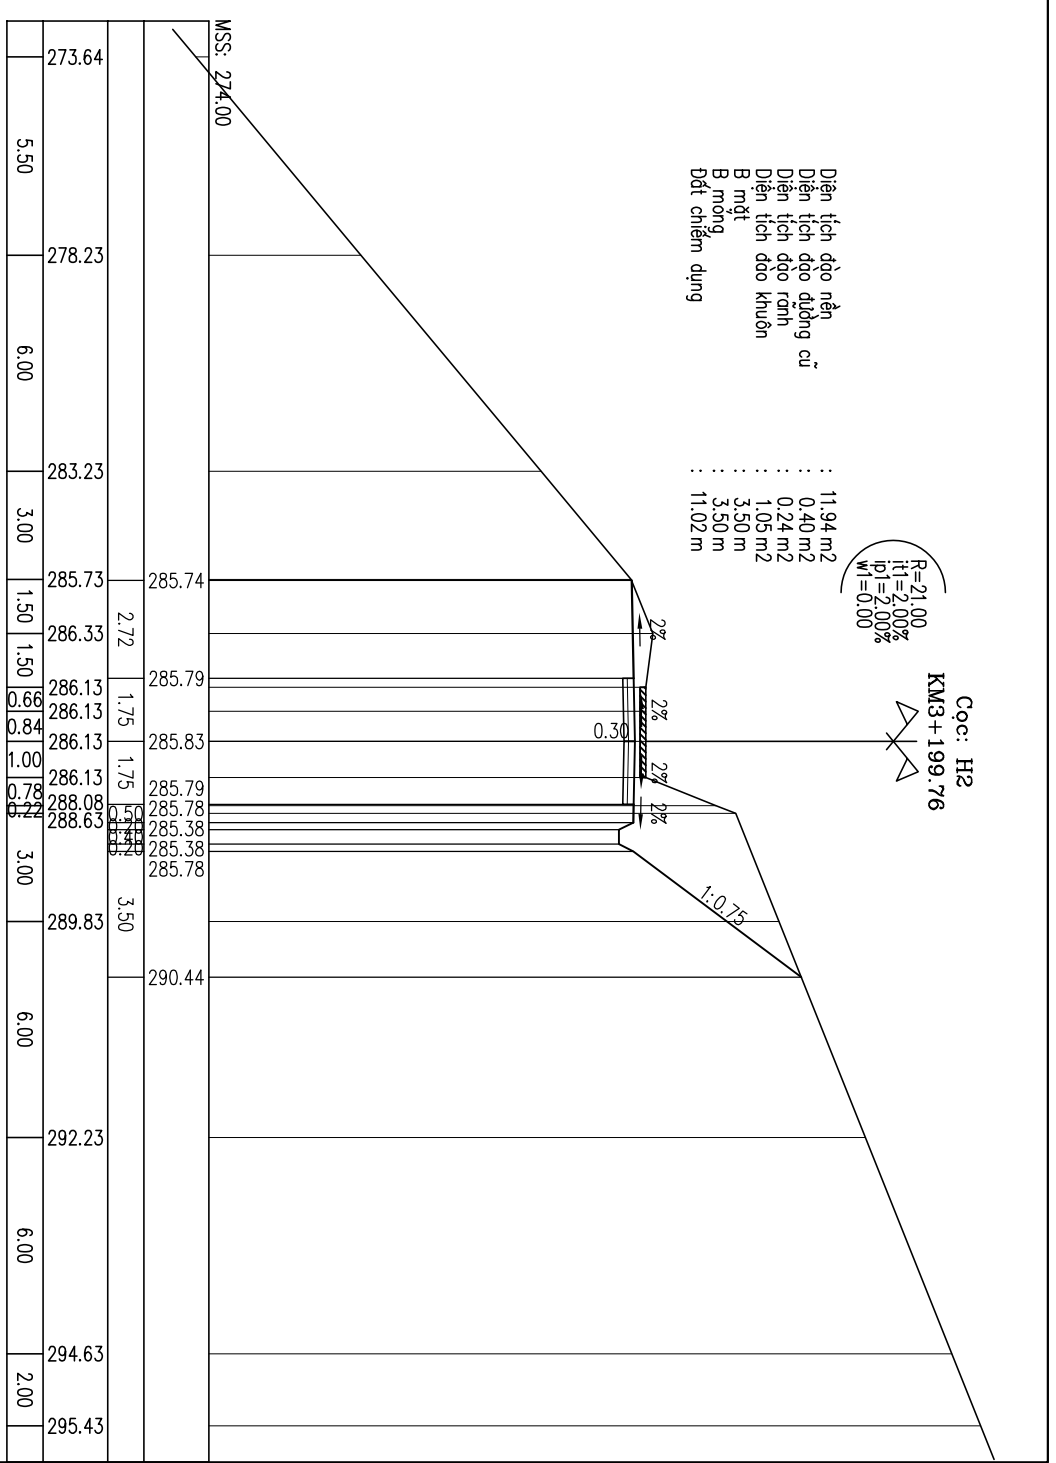 Cọc: H2
KM3+199.76
R=21.00
it1=2.00%
ip1=2.00%
w1=0.00
Diện tích đào nền : 11.94 m2
Diện tích đào đường cũ : 0.40 m2
Diện tích đào rãnh : 0.24 m2
Diện tích đào khuôn : 1.05 m2
B mặt : 3.50 m
B móng : 3.50 m
Đất chiếm dụng : 11.02 m
2% 2% 2% 2%
0.30
1:0.75
MSS: 274.00
285.74 285.79 285.83 285.79 285.78 285.38 285.38 285.78 290.44
2.72 1.75 1.75 0.50 0.20 0.40 0.20 3.50
273.64 278.23 283.23 285.73 286.33 286.13 286.13 286.13 286.13 288.08 288.63 289.83 292.23 294.63 295.43
5.50 6.00 3.00 1.50 1.50 0.66 0.84 1.00 0.78 0.22 3.00 6.00 6.00 2.00